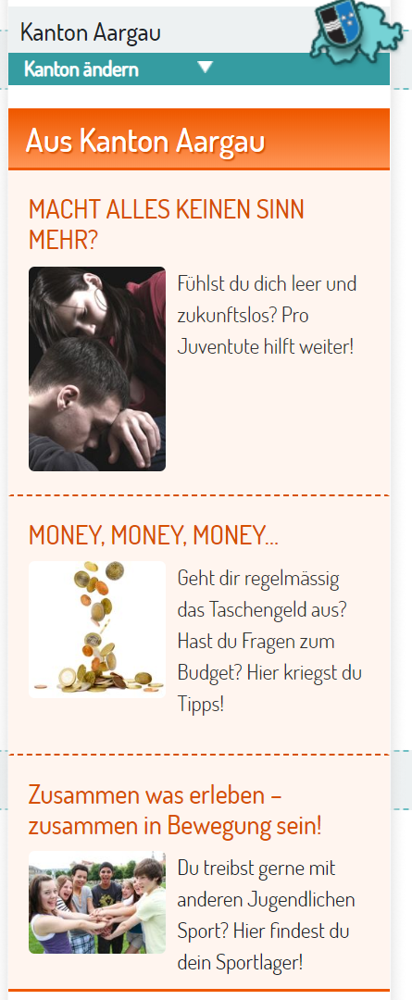 Kanton Aargau
Kanton ändern
Aus Kanton Aargau
MACHT ALLES KEINEN SINN
MEHR?
Fühlst du dich leer und
zukunftslos? Pro
Juventute hilft weiter!
MONEY, MONEY, MONEY...
Geht dir regelmässig
das Taschengeld aus?
Hast du Fragen zum
Budget? Hier kriegst du
Tipps!
Zusammen was erleben –
zusammen in Bewegung sein!
Du treibst gerne mit
anderen Jugendlichen
Sport? Hier findest du
dein Sportlager!